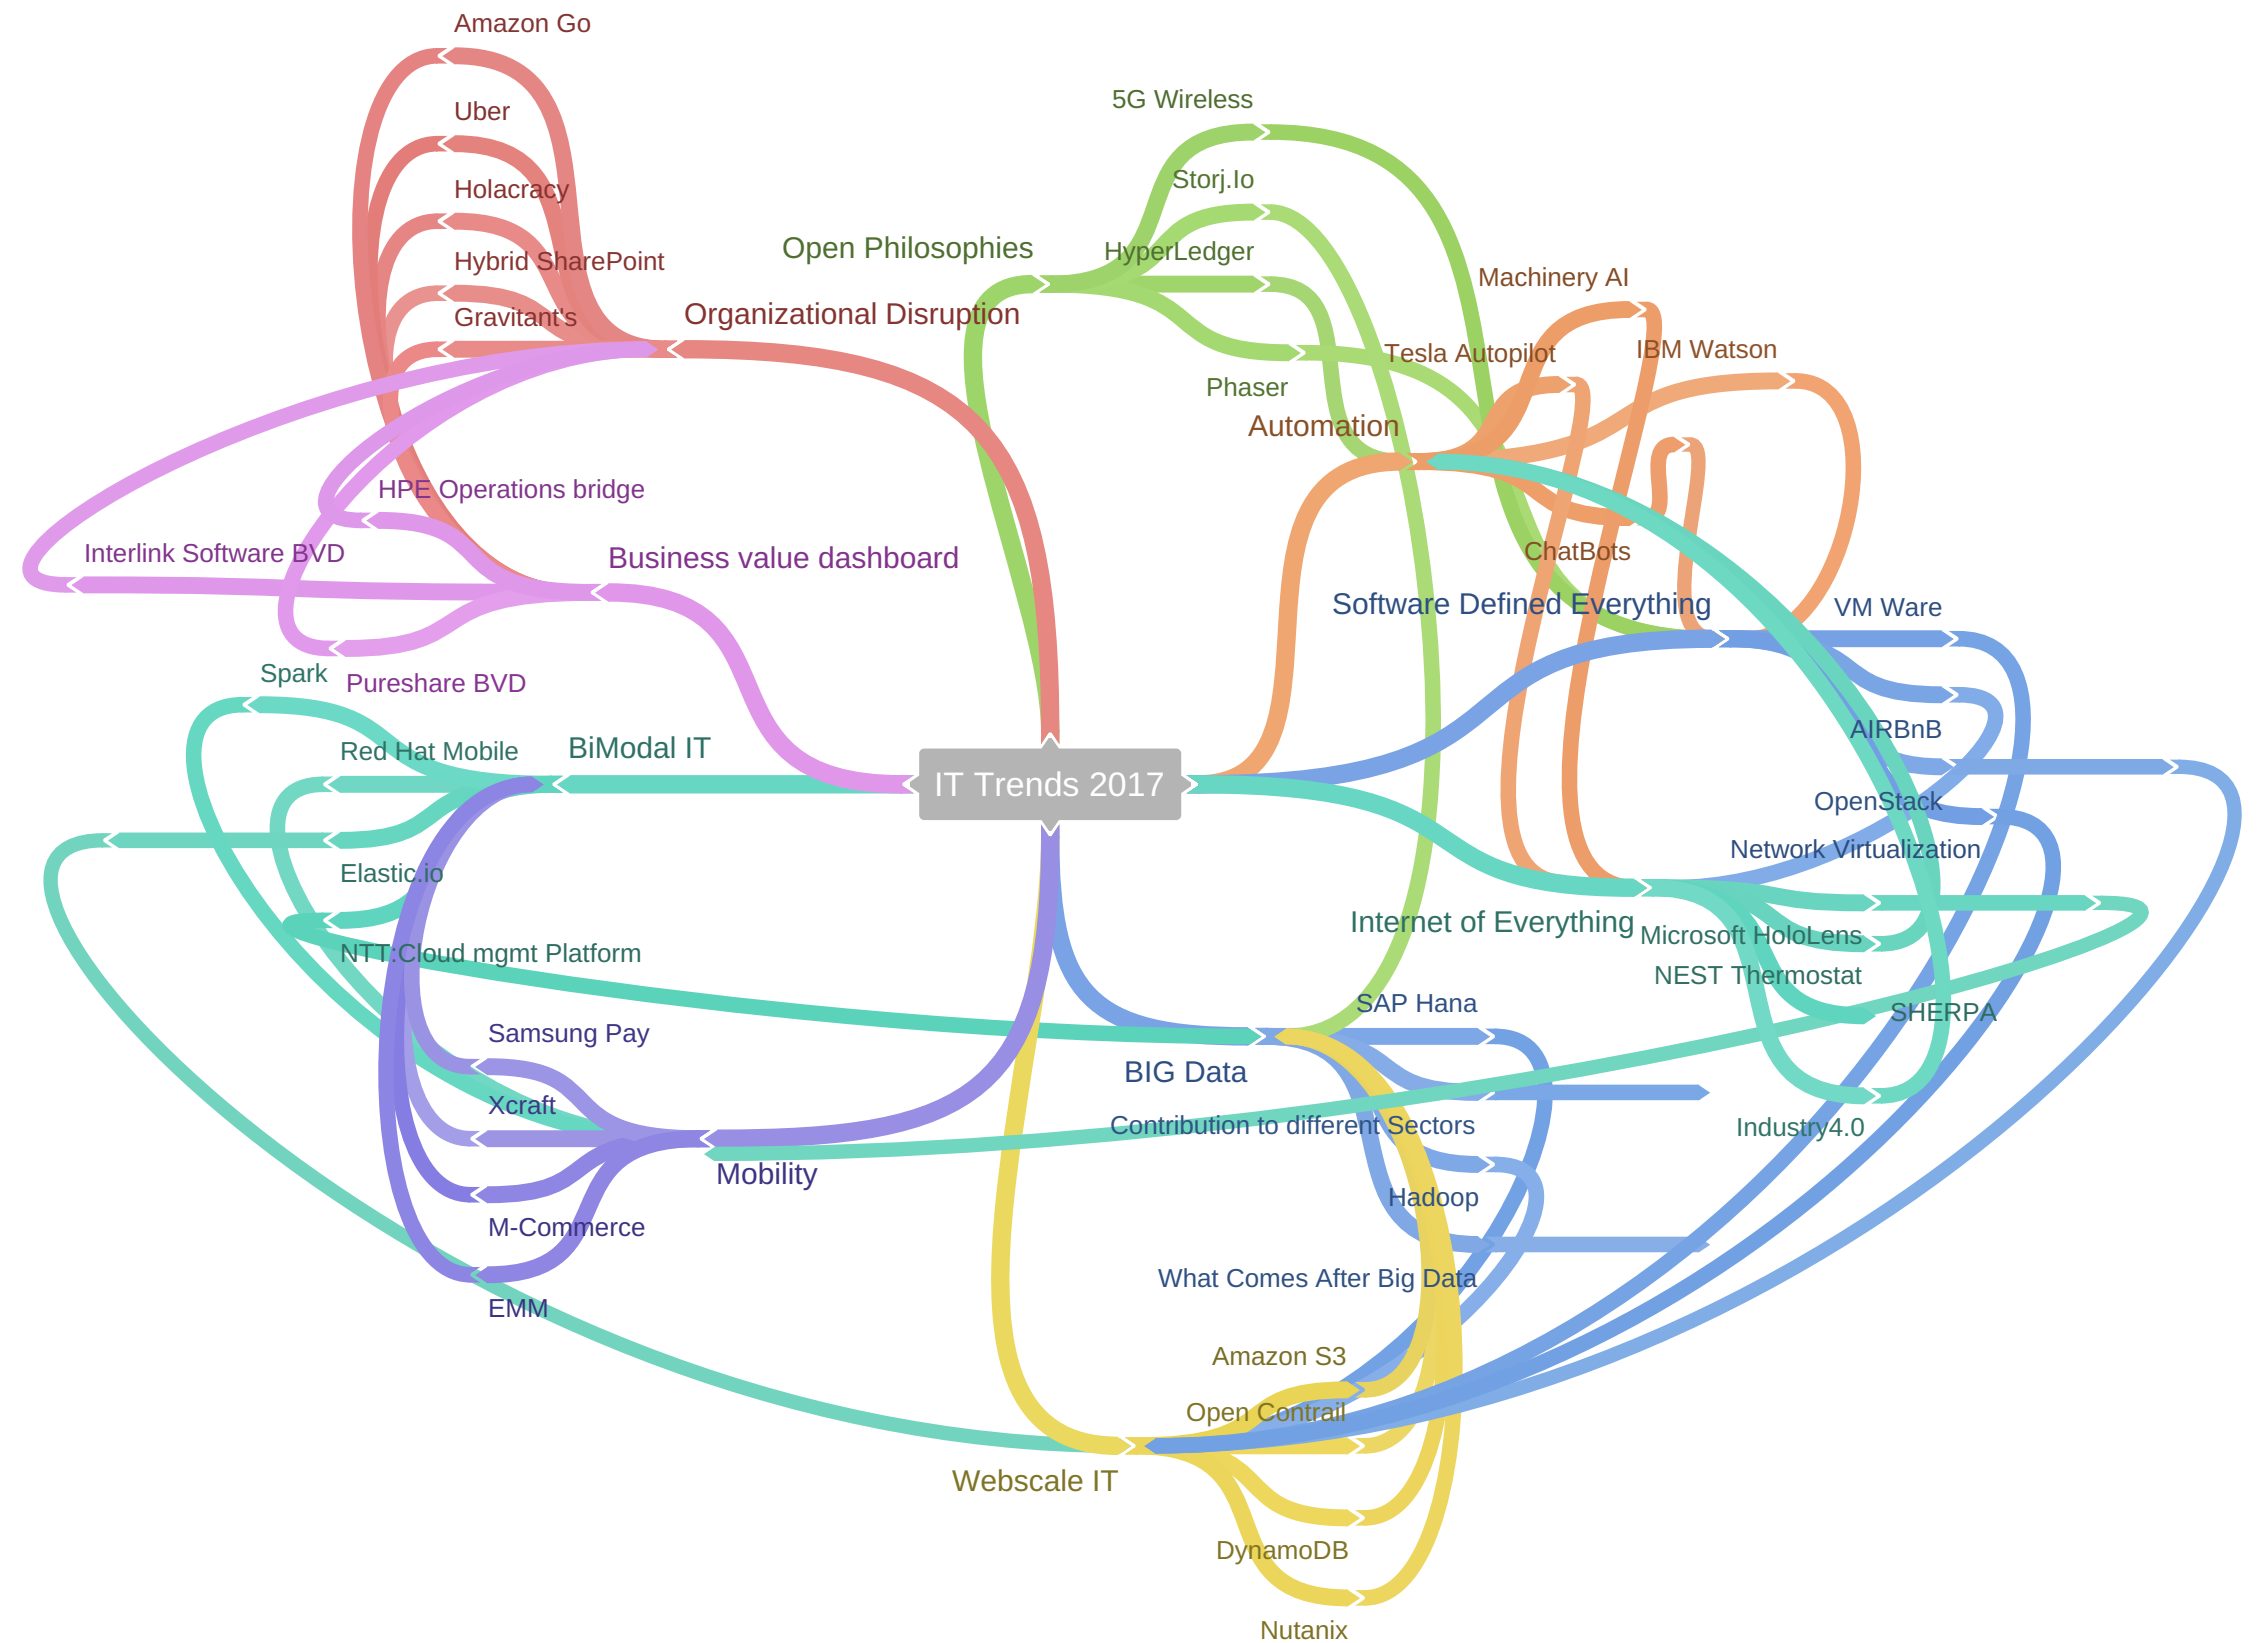 Amazon Go
Uber
Holacracy
Hybrid SharePoint
Gravitant's
Organizational Disruption
Open Philosophies
5G Wireless
Storj.Io
HyperLedger
Phaser
Machinery AI
Tesla Autopilot
IBM Watson
Automation
ChatBots
HPE Operations bridge
Interlink Software BVD
Business value dashboard
Pureshare BVD
Software Defined Everything
VM Ware
AIRBnB
OpenStack
Network Virtualization
Spark
Red Hat Mobile
BiModal IT
Elastic.io
NTT:Cloud mgmt Platform
IT Trends 2017
Internet of Everything
Microsoft HoloLens
NEST Thermostat
SHERPA
Industry4.0
Samsung Pay
Xcraft
Mobility
M-Commerce
EMM
BIG Data
SAP Hana
Contribution to different Sectors
Hadoop
What Comes After Big Data
Amazon S3
Open Contrail
Webscale IT
DynamoDB
Nutanix